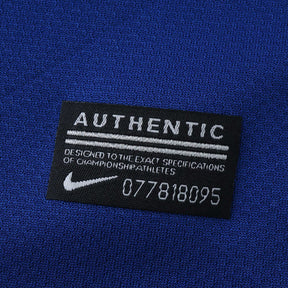 AUTHENTIC
DESIGNED TO THE EXACT SPECIFICATIONS
OF CHAMPIONSHIP ATHLETES
077818095